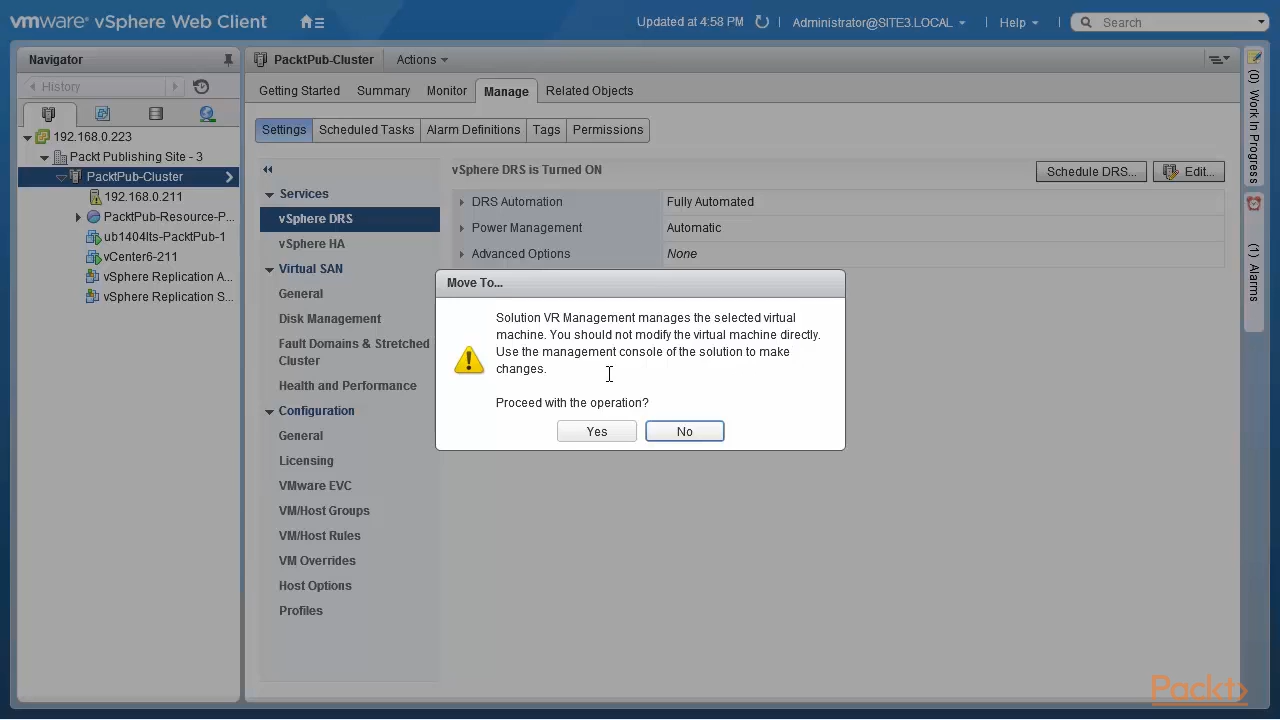 vmware® vSphere Web Client
Updated at 4:58 PM
Administrator@SITE3.LOCAL
Help
Search
Navigator
History
192.168.0.223
Packt Publishing Site - 3
PacktPub-Cluster
192.168.0.211
PacktPub-Resource-P...
ub1404lts-PacktPub-1
vCenter6-211
vSphere Replication A...
vSphere Replication S...
PacktPub-Cluster
Actions
Getting Started
Summary
Monitor
Manage
Related Objects
Settings
Scheduled Tasks
Alarm Definitions
Tags
Permissions
Services
vSphere DRS
vSphere HA
Virtual SAN
General
Disk Management
Fault Domains & Stretched
Cluster
Health and Performance
Configuration
General
Licensing
VMware EVC
VM/Host Groups
VM/Host Rules
VM Overrides
Host Options
Profiles
vSphere DRS is Turned ON
Schedule DRS...
Edit...
DRS Automation
Fully Automated
Power Management
Automatic
Advanced Options
None
Move To...
Solution VR Management manages the selected virtual
machine. You should not modify the virtual machine directly.
Use the management console of the solution to make
changes.
Proceed with the operation?
Yes
No
(0) Work In Progress
(1) Alarms
Packt